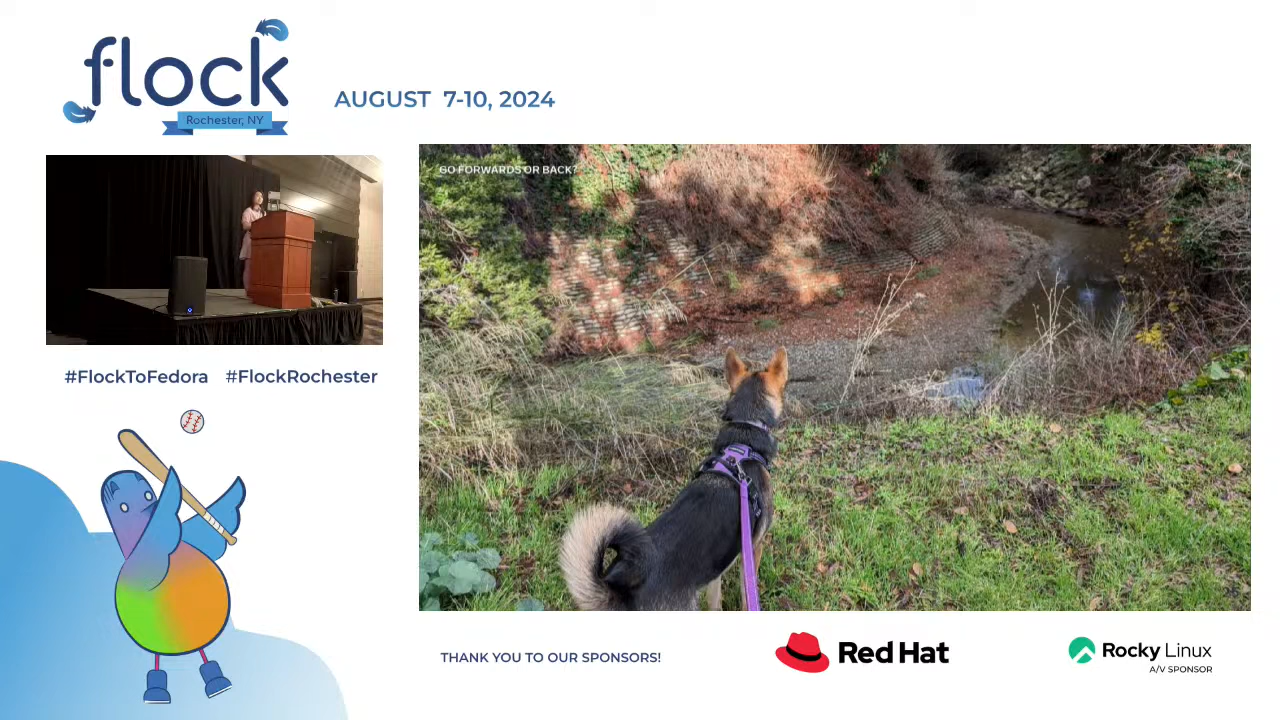 flock
Rochester, NY
AUGUST 7-10, 2024
GO FORWARDS OR BACK?
#FlockToFedora #FlockRochester
THANK YOU TO OUR SPONSORS!
Red Hat
Rocky Linux
A/V SPONSOR